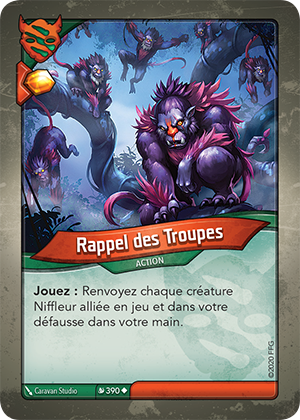 Rappel des Troupes
ACTION
Jouez : Renvoyez chaque créature
Niffleur alliée en jeu et dans votre
défausse dans votre main.
©2020 FFG
Caravan Studio
390